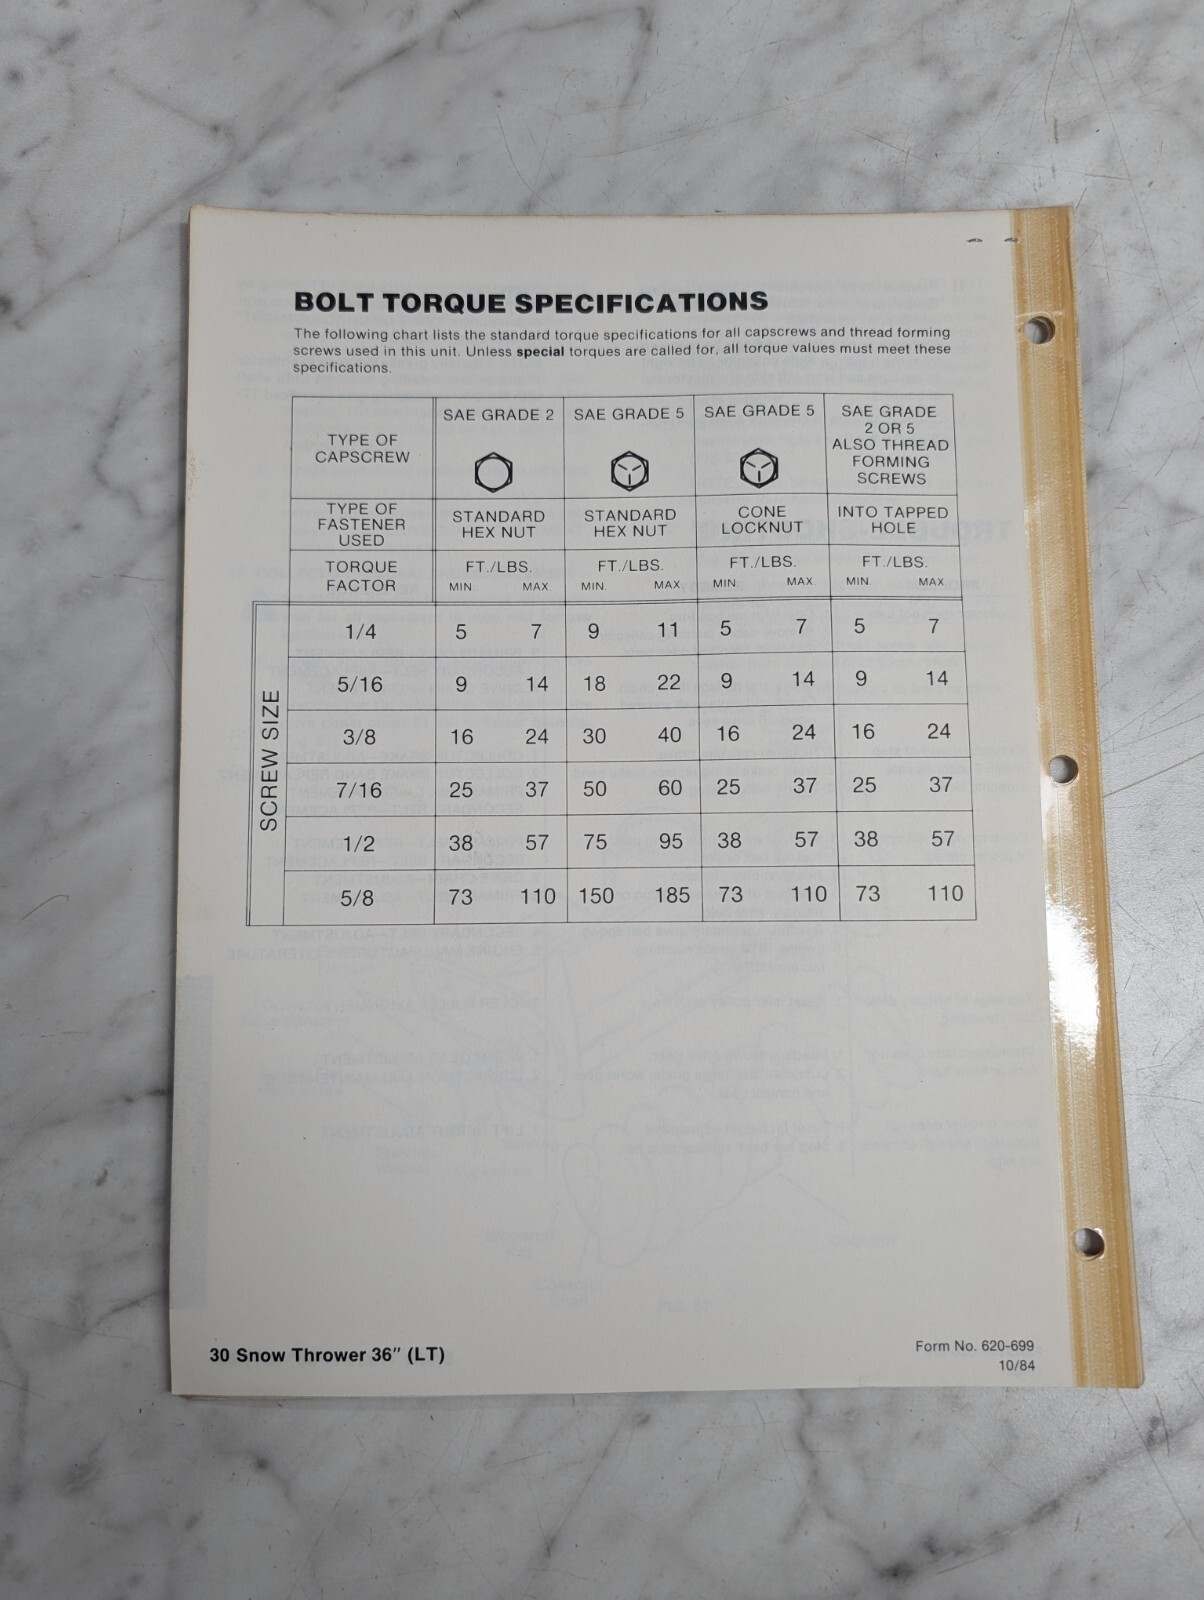 BOLT TORQUE SPECIFICATIONS
The following chart lists the standard torque specifications for all capscrews and thread forming
screws used in this unit. Unless special torques are called for, all torque values must meet these
specifications.
TYPE OF CAPSCREW SAE GRADE 2 SAE GRADE 5 SAE GRADE 5 SAE GRADE 2 OR 5 ALSO THREAD FORMING SCREWS
TYPE OF FASTENER USED STANDARD HEX NUT STANDARD HEX NUT CONE LOCKNUT INTO TAPPED HOLE
TORQUE FACTOR FT./LBS. FT./LBS. FT./LBS. FT./LBS.
MIN MAX. MIN. MAX. MIN. MAX. MIN. MAX.
SCREW SIZE
1/4 5 7 9 11 5 7 5 7
5/16 9 14 18 22 9 14 9 14
3/8 16 24 30 40 16 24 16 24
7/16 25 37 50 60 25 37 25 37
1/2 38 57 75 95 38 57 38 57
5/8 73 110 150 185 73 110 73 110
30 Snow Thrower 36" (LT)
Form No. 620-699
10/84